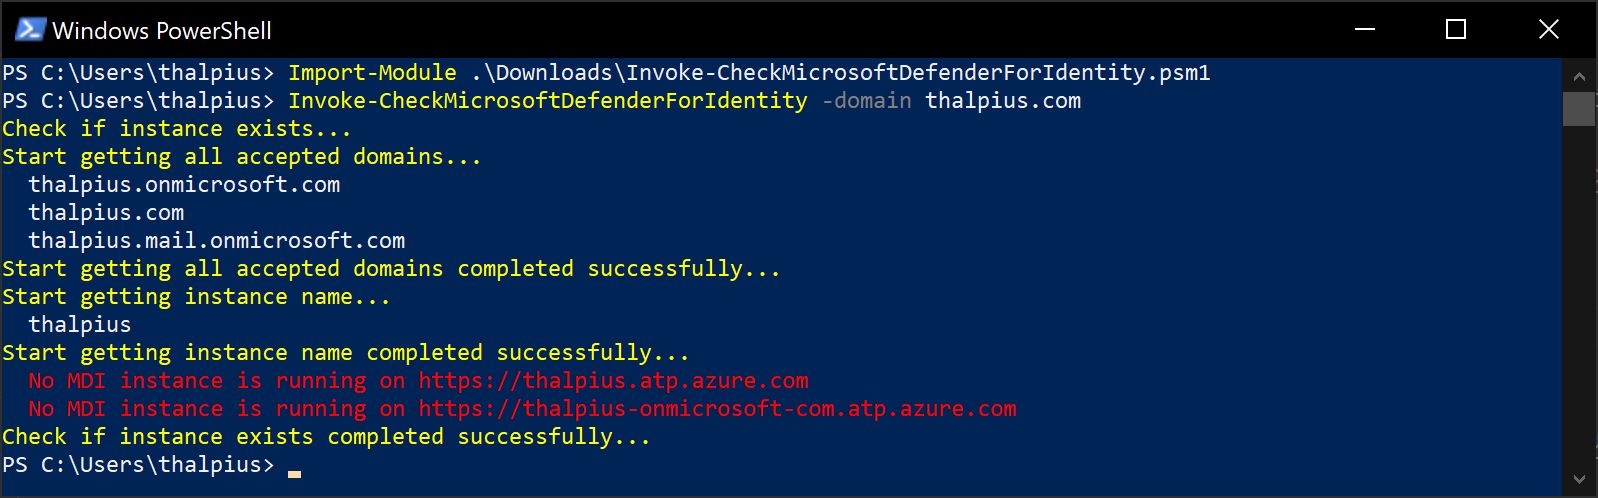 Windows PowerShell
PS C:\Users\thalpius> Import-Module .\Downloads\Invoke-CheckMicrosoftDefenderForIdentity.psm1
PS C:\Users\thalpius> Invoke-CheckMicrosoftDefenderForIdentity -domain thalpius.com
Check if instance exists...
Start getting all accepted domains...
  thalpius.onmicrosoft.com
  thalpius.com
  thalpius.mail.onmicrosoft.com
Start getting all accepted domains completed successfully...
Start getting instance name...
  thalpius
Start getting instance name completed successfully...
  No MDI instance is running on https://thalpius.atp.azure.com
  No MDI instance is running on https://thalpius-onmicrosoft-com.atp.azure.com
Check if instance exists completed successfully...
PS C:\Users\thalpius>